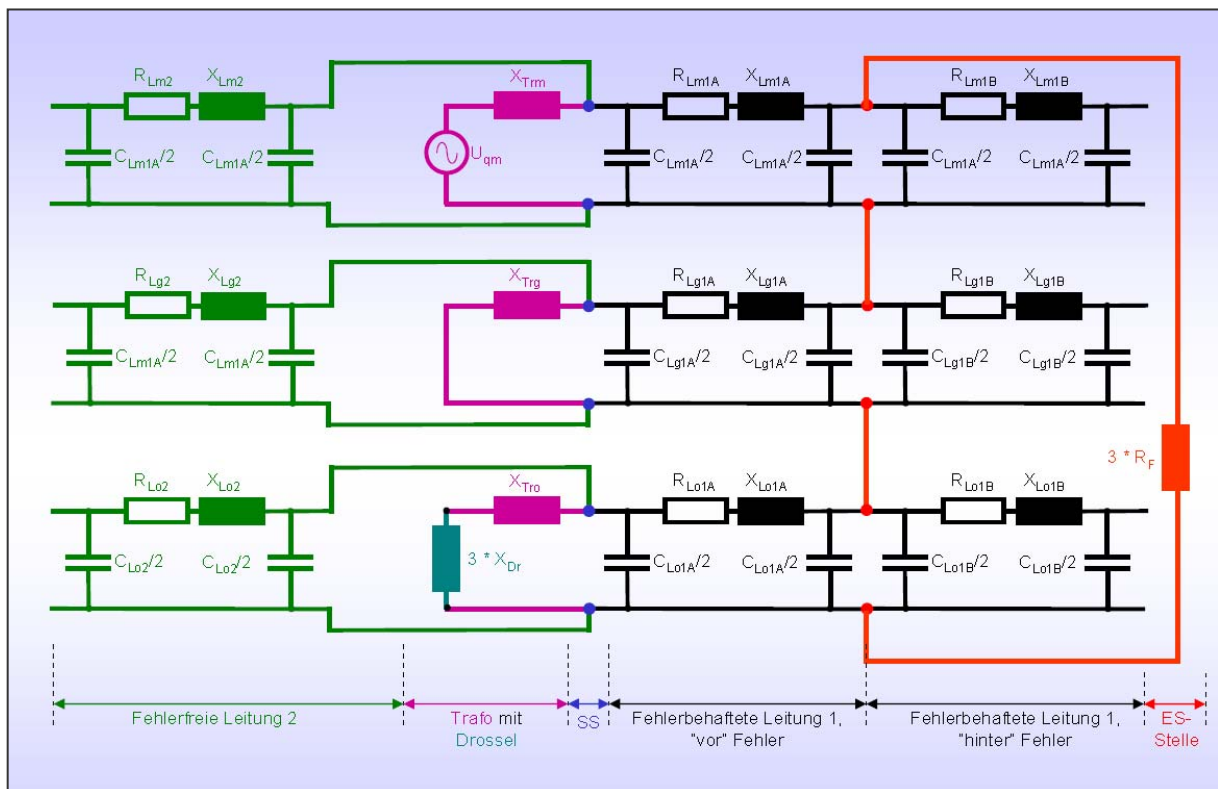 R_Lm2 X_Lm2 X_Trm R_Lm1A X_Lm1A R_Lm1B X_Lm1B
C_Lm1A/2 C_Lm1A/2 U_qm C_Lm1A/2 C_Lm1A/2 C_Lm1A/2 C_Lm1A/2
R_Lg2 X_Lg2 X_Trg R_Lg1A X_Lg1A R_Lg1B X_Lg1B
C_Lm1A/2 C_Lm1A/2 C_Lg1A/2 C_Lg1A/2 C_Lg1B/2 C_Lg1B/2
3 * R_F
R_Lo2 X_Lo2 X_Tro R_Lo1A X_Lo1A R_Lo1B X_Lo1B
C_Lo2/2 C_Lo2/2 3 * X_Dr C_Lo1A/2 C_Lo1A/2 C_Lo1B/2 C_Lo1B/2
Fehlerfreie Leitung 2
Trafo mit
Drossel
SS
Fehlerbehaftete Leitung 1,
"vor" Fehler
Fehlerbehaftete Leitung 1,
"hinter" Fehler
ES-
Stelle